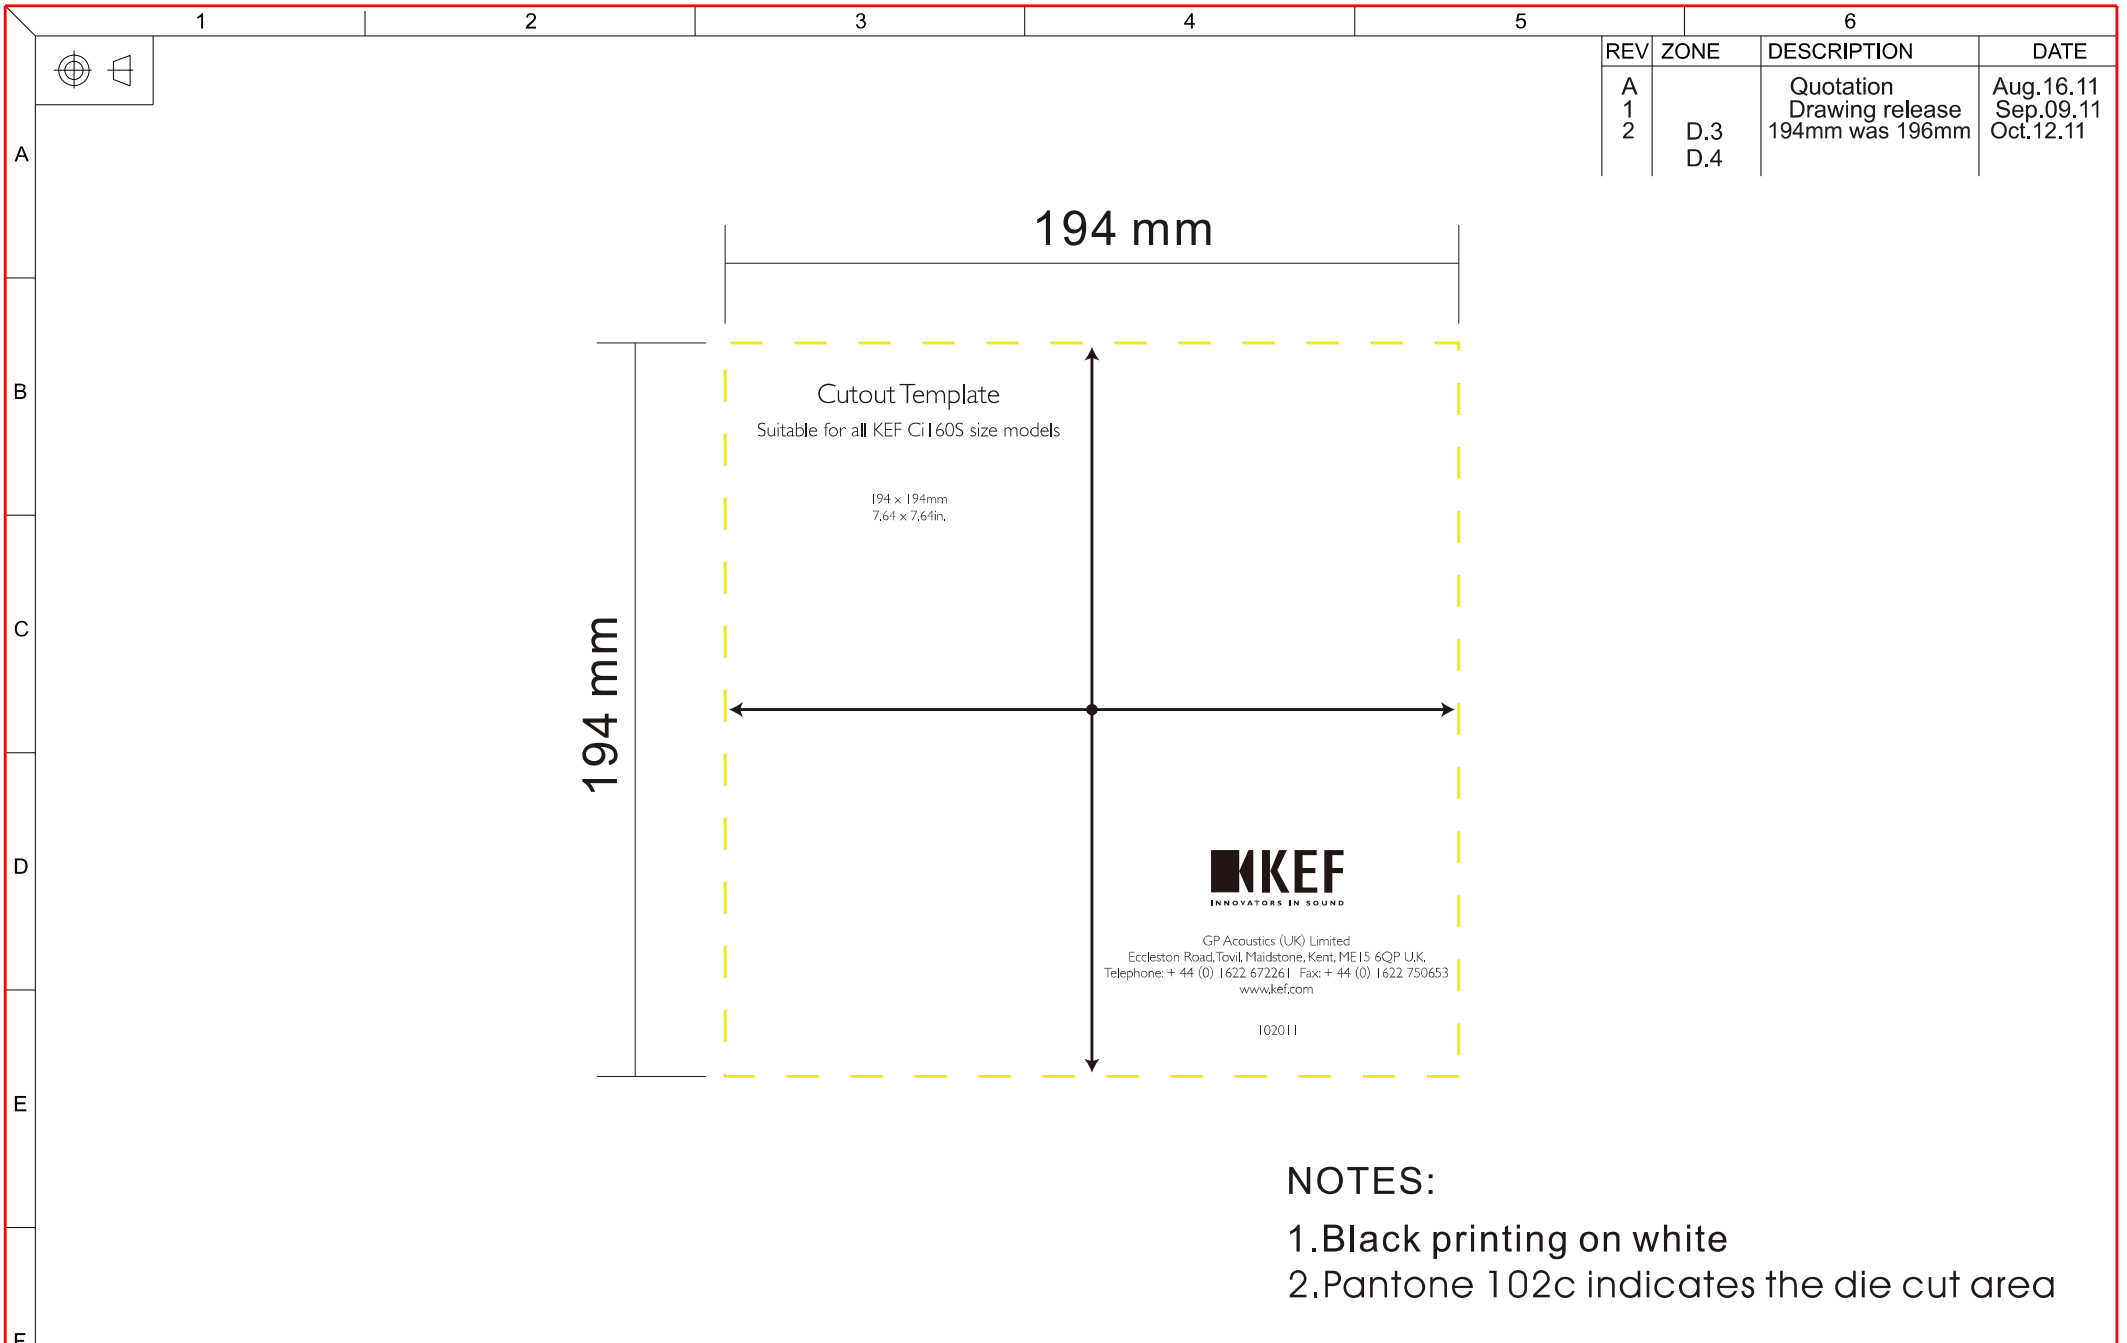 1 2 3 4 5 6
REV ZONE DESCRIPTION DATE
A Quotation Aug.16.11
1 Drawing release Sep.09.11
2 D.3 194mm was 196mm Oct.12.11
D.4
A
B
C
D
E
F
194 mm
194 mm
Cutout Template
Suitable for all KEF Ci160S size models
194 x 194mm
7.64 x 7.64in.
KEF
INNOVATORS IN SOUND
GP Acoustics (UK) Limited
Eccleston Road, Tovil, Maidstone, Kent, ME15 6QP U.K.
Telephone: + 44 (0) 1622 672261 Fax: + 44 (0) 1622 750653
www.kef.com
102011
NOTES:
1.Black printing on white
2.Pantone 102c indicates the die cut area